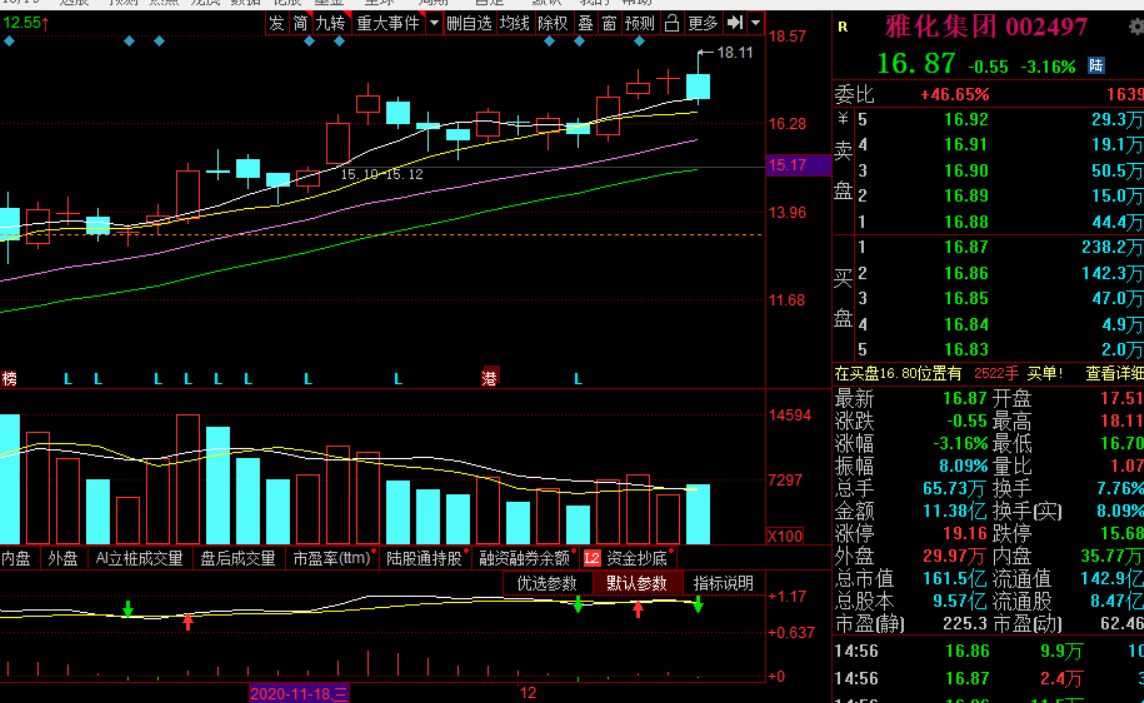 12.55↑
发 简 九转 重大事件 删自选 均线 除权 叠 窗 预测 更多
18.57
18.11
16.28
15.17
15.10-15.12
13.96
11.68
榜 L L L L L L L L 港 L
14594
7297
X100
内盘 外盘 AI立桩成交量 盘后成交量 市盈率(ttm) 陆股通持股 融资融券余额 L2 资金抄底
优选参数 默认参数 指标说明
+1.17
+0.637
+0
2020-11-18,三 12
R 雅化集团 002497
16.87 -0.55 -3.16% 陆
委比 +46.65% 1639
¥ 5 16.92 29.3万
卖 4 16.91 19.1万
3 16.90 50.5万
盘 2 16.89 15.0万
1 16.88 44.4万
1 16.87 238.2万
买 2 16.86 142.3万
3 16.85 47.0万
盘 4 16.84 4.9万
5 16.83 2.0万
在买盘16.80位置有 2522手 买单! 查看详细
最新 16.87 开盘 17.51
涨跌 -0.55 最高 18.11
涨幅 -3.16% 最低 16.70
振幅 8.09% 量比 1.07
总手 65.73万 换手 7.76%
金额 11.38亿 换手(实) 8.09%
涨停 19.16 跌停 15.68
外盘 29.97万 内盘 35.77万
总市值 161.5亿 流通值 142.9亿
总股本 9.57亿 流通股 8.47亿
市盈(静) 225.3 市盈(动) 62.46
14:56 16.86 9.9万 10
14:56 16.87 2.4万